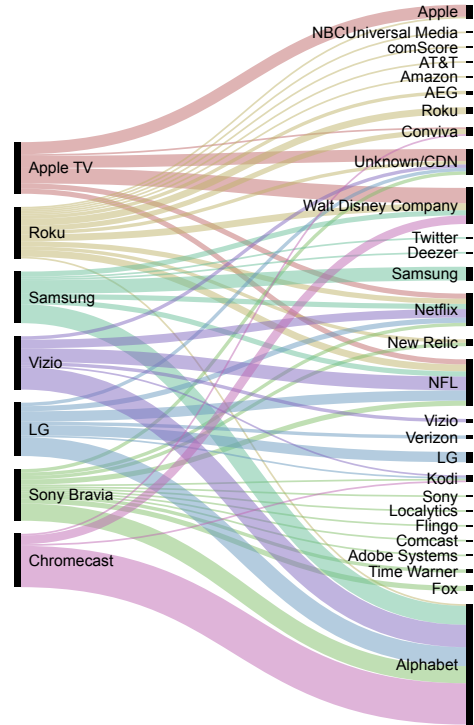 Apple
NBCUniversal Media
comScore
AT&T
Amazon
AEG
Roku
Conviva
Unknown/CDN
Apple TV
Walt Disney Company
Roku
Twitter
Deezer
Samsung
Samsung
Netflix
New Relic
Vizio
NFL
Vizio
LG
Verizon
LG
Kodi
Sony Bravia
Sony
Localytics
Flingo
Comcast
Adobe Systems
Chromecast
Time Warner
Fox
Alphabet